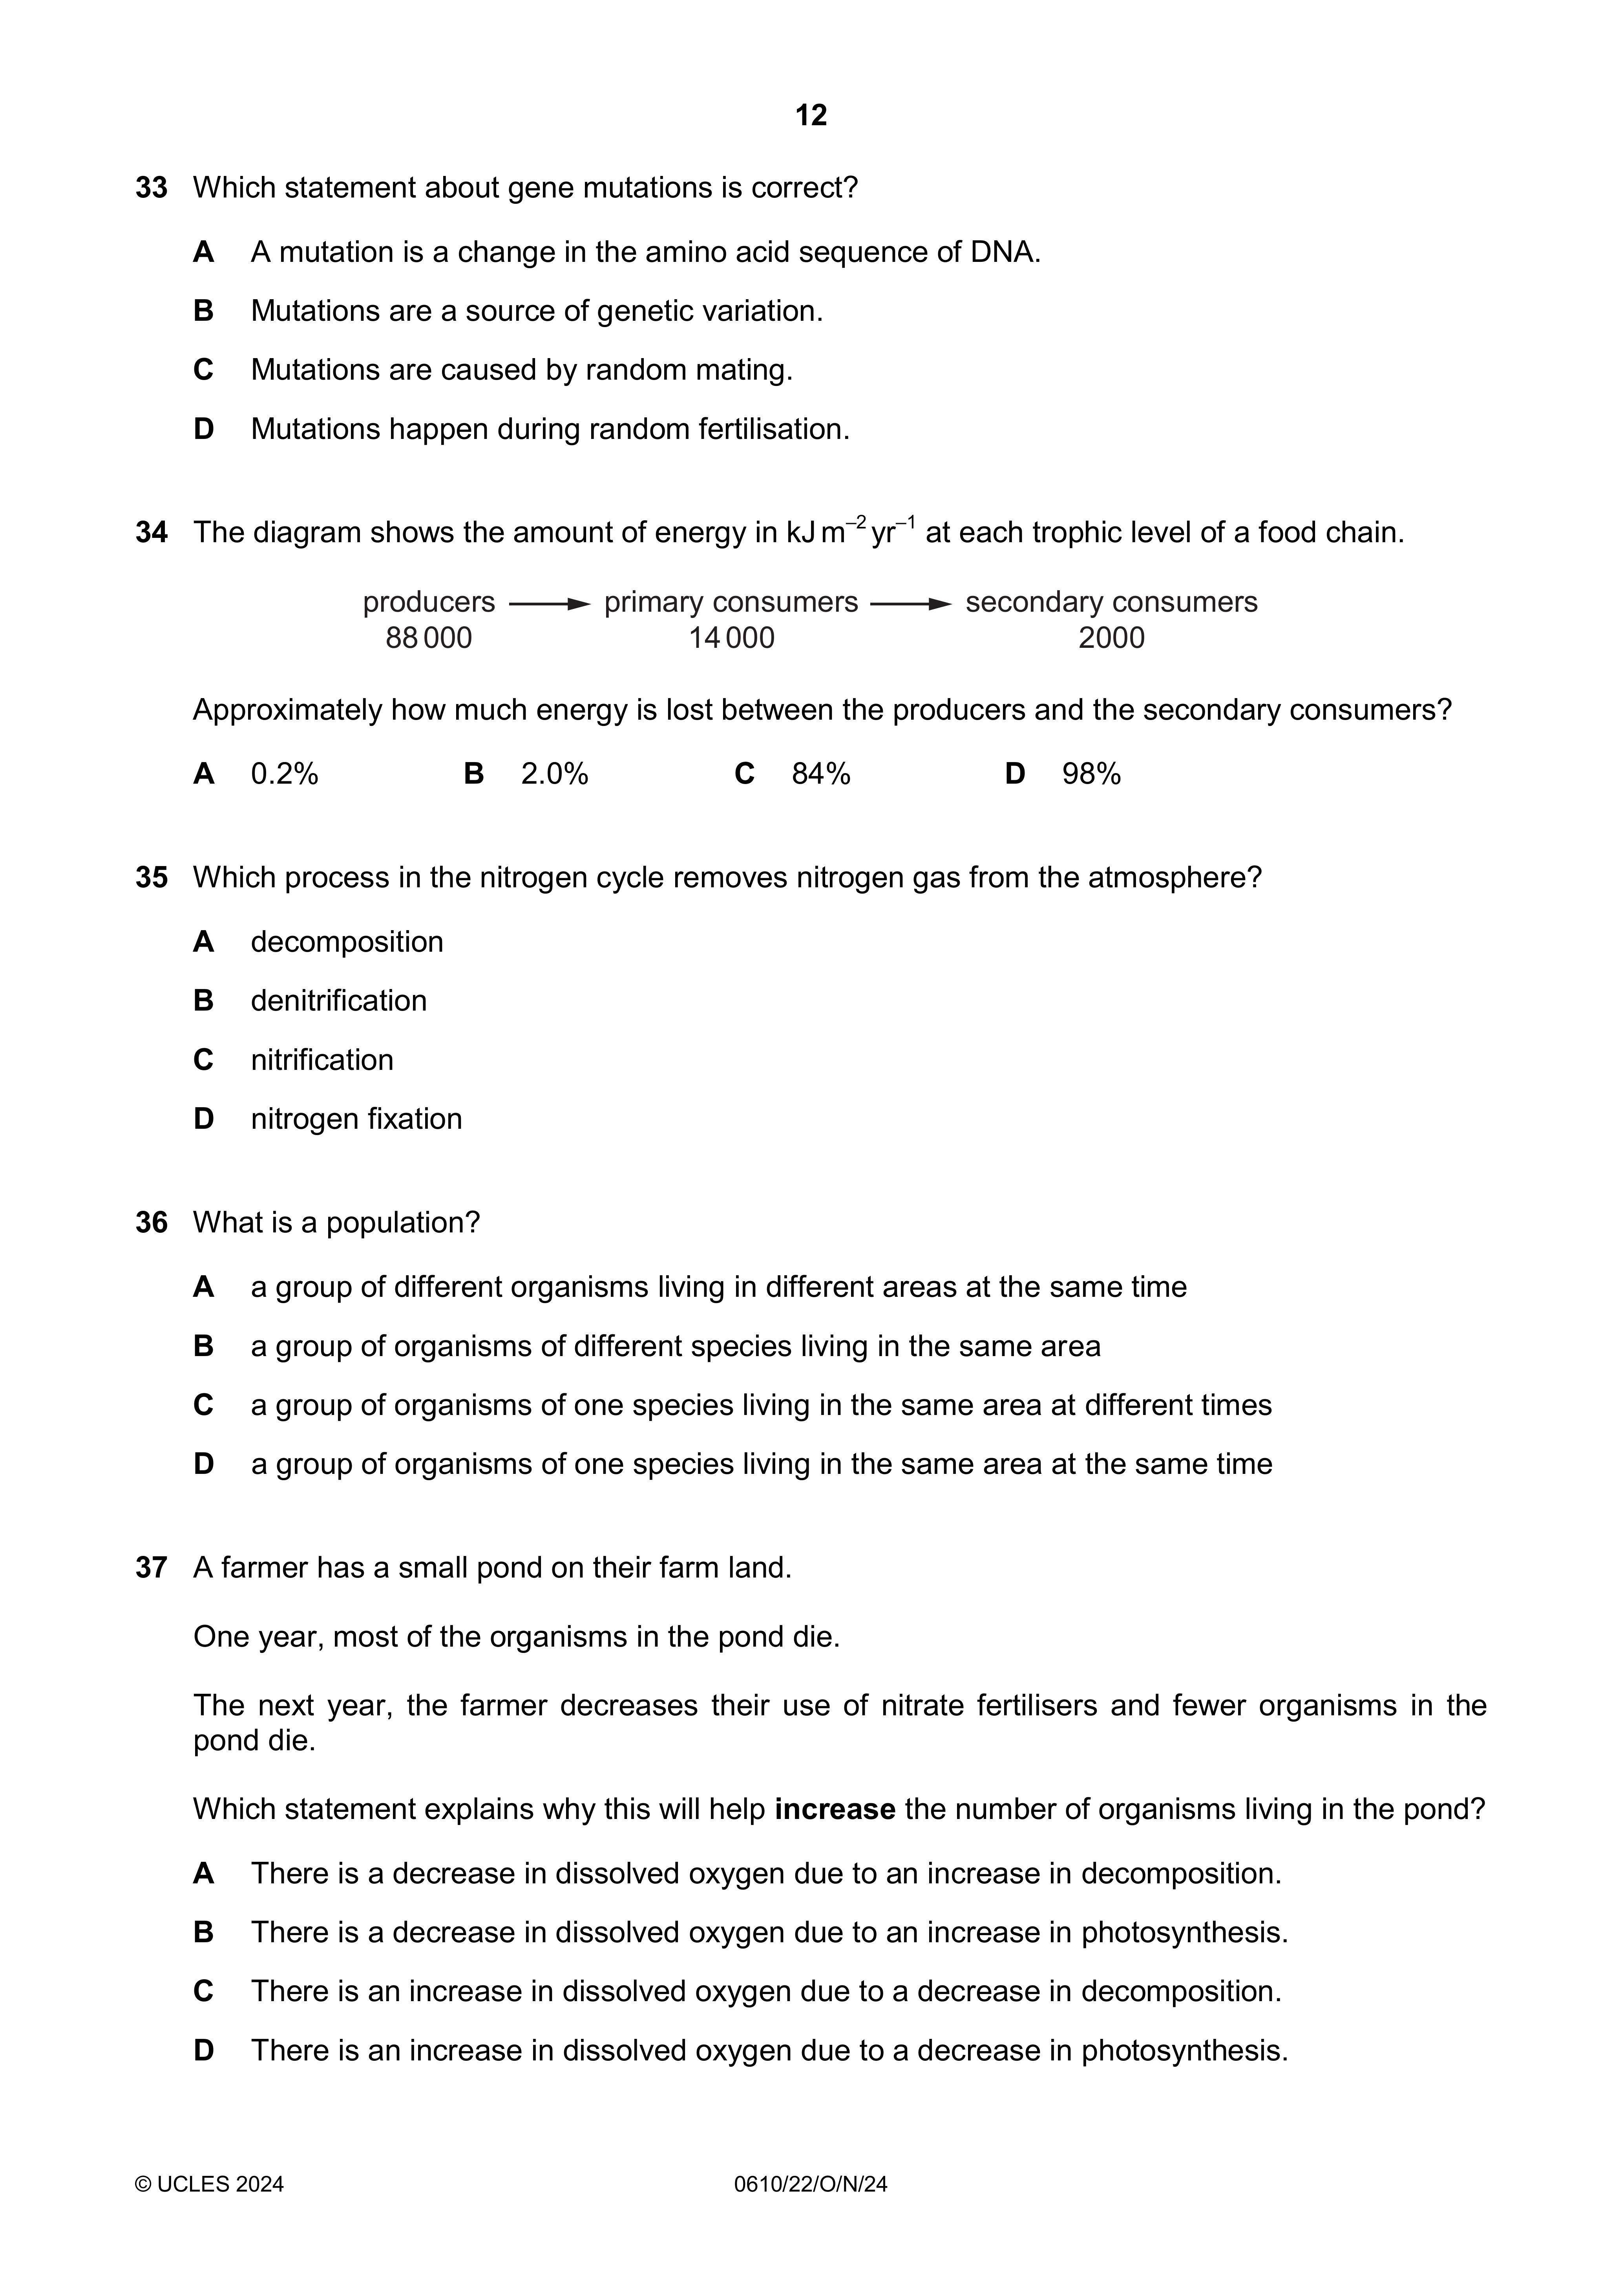 12
33 Which statement about gene mutations is correct?
A A mutation is a change in the amino acid sequence of DNA.
B Mutations are a source of genetic variation.
C Mutations are caused by random mating.
D Mutations happen during random fertilisation.
34 The diagram shows the amount of energy in kJ m⁻² yr⁻¹ at each trophic level of a food chain.
producers → primary consumers → secondary consumers
88 000 14 000 2000
Approximately how much energy is lost between the producers and the secondary consumers?
A 0.2% B 2.0% C 84% D 98%
35 Which process in the nitrogen cycle removes nitrogen gas from the atmosphere?
A decomposition
B denitrification
C nitrification
D nitrogen fixation
36 What is a population?
A a group of different organisms living in different areas at the same time
B a group of organisms of different species living in the same area
C a group of organisms of one species living in the same area at different times
D a group of organisms of one species living in the same area at the same time
37 A farmer has a small pond on their farm land.
One year, most of the organisms in the pond die.
The next year, the farmer decreases their use of nitrate fertilisers and fewer organisms in the
pond die.
Which statement explains why this will help increase the number of organisms living in the pond?
A There is a decrease in dissolved oxygen due to an increase in decomposition.
B There is a decrease in dissolved oxygen due to an increase in photosynthesis.
C There is an increase in dissolved oxygen due to a decrease in decomposition.
D There is an increase in dissolved oxygen due to a decrease in photosynthesis.
© UCLES 2024 0610/22/O/N/24